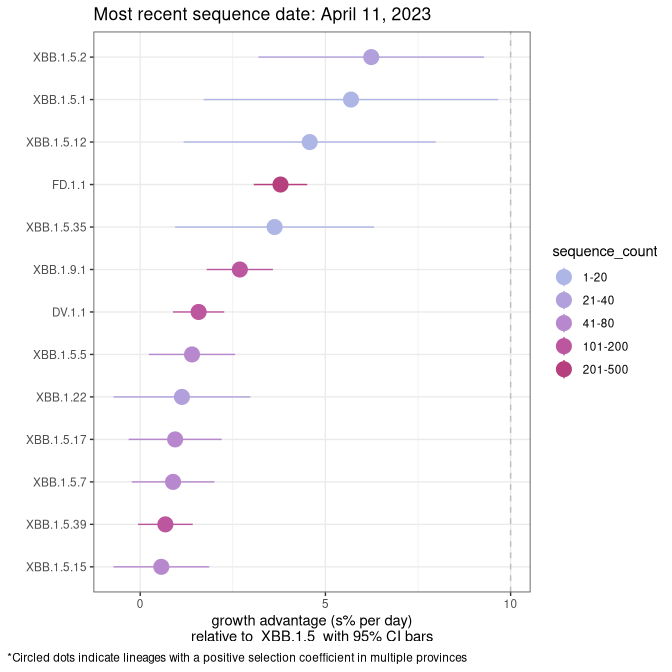 Most recent sequence date: April 11, 2023
XBB.1.5.2
XBB.1.5.1
XBB.1.5.12
FD.1.1
XBB.1.5.35
XBB.1.9.1
DV.1.1
XBB.1.5.5
XBB.1.22
XBB.1.5.17
XBB.1.5.7
XBB.1.5.39
XBB.1.5.15
0 5 10
growth advantage (s% per day)
relative to XBB.1.5 with 95% CI bars
sequence_count
1-20
21-40
41-80
101-200
201-500
*Circled dots indicate lineages with a positive selection coefficient in multiple provinces